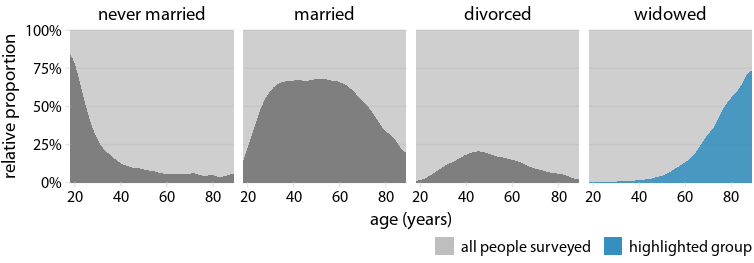 never married married divorced widowed
100%
75%
50%
25%
0%
relative proportion
20 40 60 80 20 40 60 80 20 40 60 80 20 40 60 80
age (years)
all people surveyed highlighted group